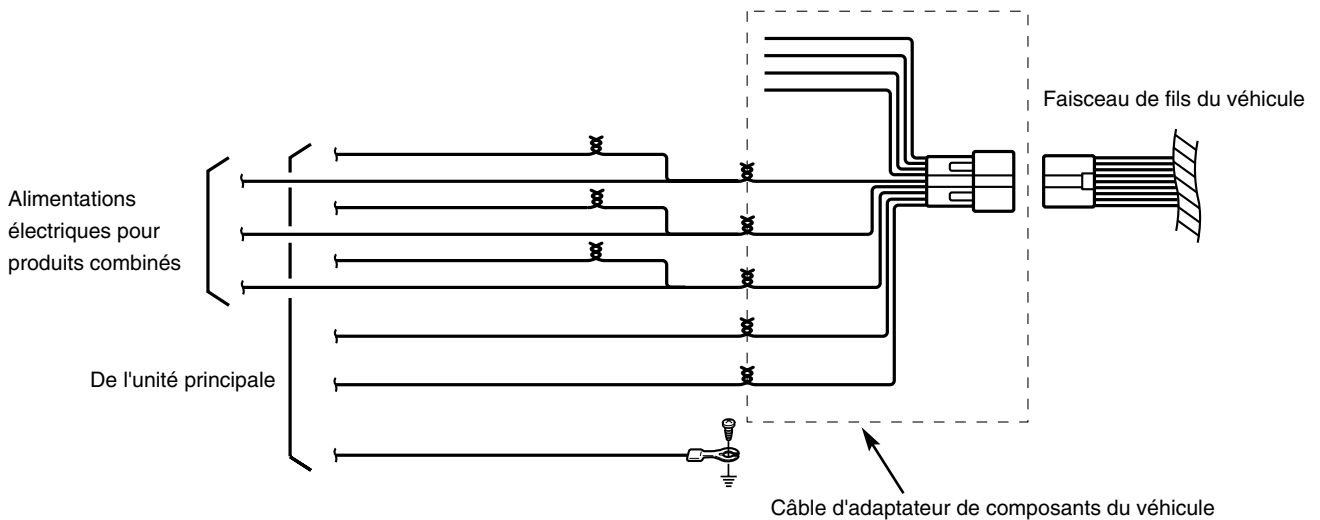 Faisceau de fils du véhicule
Alimentations
électriques pour
produits combinés
De l'unité principale
Câble d'adaptateur de composants du véhicule